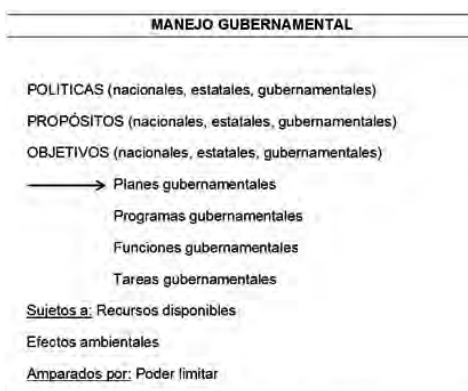 MANEJO GUBERNAMENTAL
POLITICAS (nacionales, estatales, gubernamentales)
PROPÓSITOS (nacionales, estatales, gubernamentales)
OBJETIVOS (nacionales, estatales, gubernamentales)
Planes gubernamentales
Programas gubernamentales
Funciones gubernamentales
Tareas gubernamentales
Sujetos a: Recursos disponibles
Efectos ambientales
Amparados por: Poder limitar